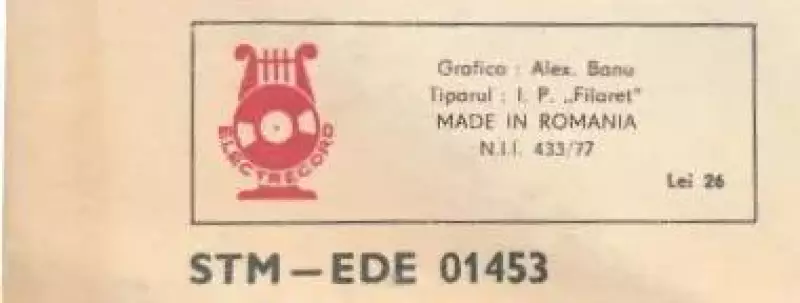 ELECTRECORD
Grafica : Alex. Banu
Tiparul : I. P. „Filaret"
MADE IN ROMANIA
N.I.I. 433/77
Lei 26
STM – EDE 01453